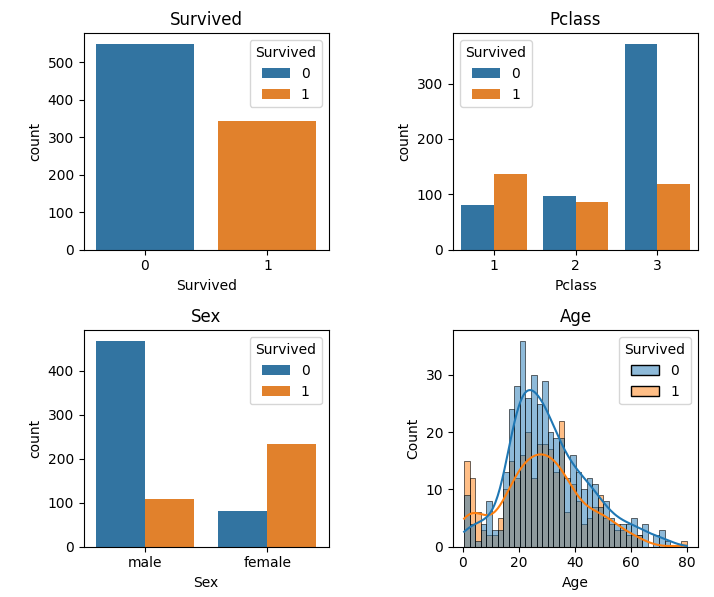 Survived
500
400
300
200
100
0
count
0
1
Survived
Survived
0
1
Pclass
300
200
100
0
count
1
2
3
Pclass
Survived
0
1
Sex
400
300
200
100
0
count
male
female
Sex
Survived
0
1
Age
30
20
10
0
Count
0
20
40
60
80
Age
Survived
0
1